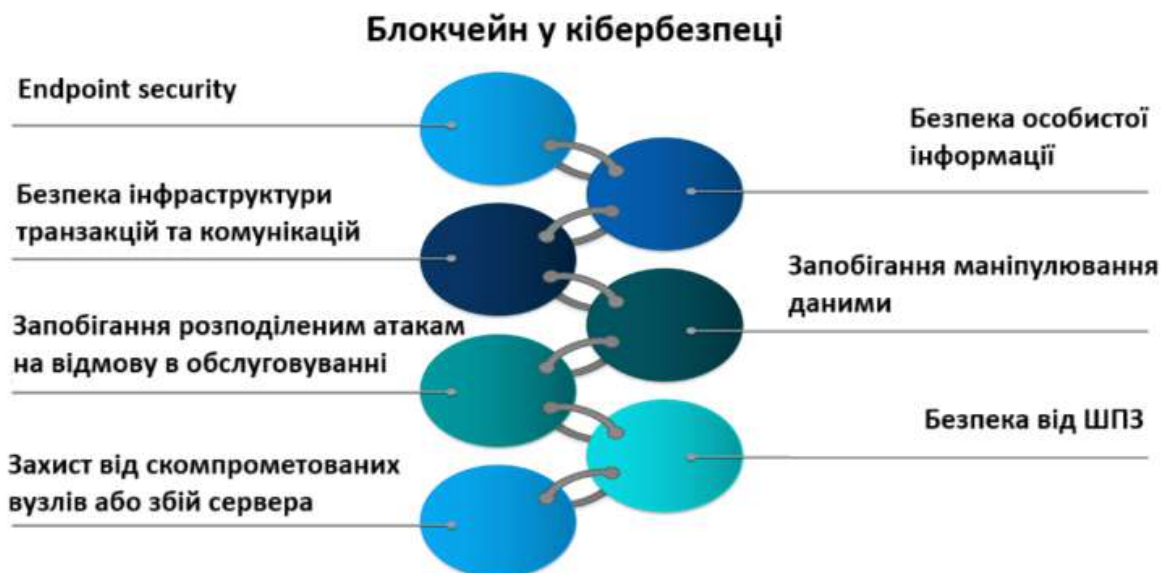 Блокчейн у кібербезпеці
Endpoint security
Безпека особистої
інформації
Безпека інфраструктури
транзакцій та комунікацій
Запобігання маніпулювання
даними
Запобігання розподіленим атакам
на відмову в обслуговуванні
Безпека від ШПЗ
Захист від скомпрометованих
вузлів або збій сервера